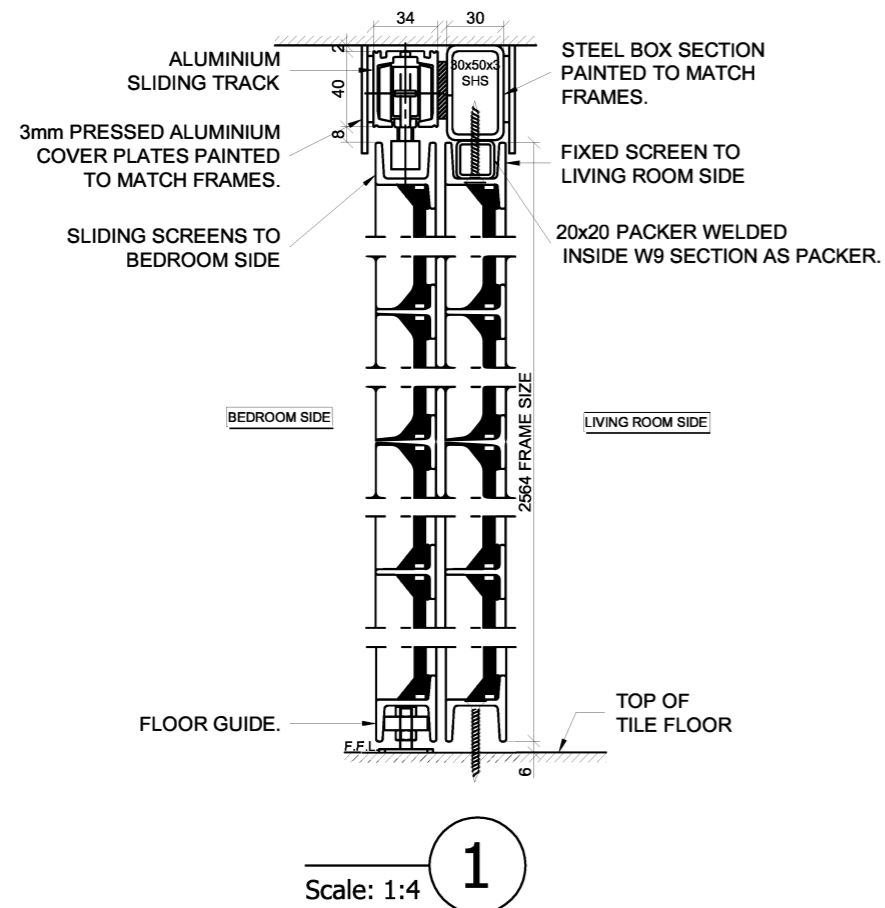 34
30
2
40
8
ALUMINIUM
SLIDING TRACK
3mm PRESSED ALUMINIUM
COVER PLATES PAINTED
TO MATCH FRAMES.
SLIDING SCREENS TO
BEDROOM SIDE
30x50x3
SHS
STEEL BOX SECTION
PAINTED TO MATCH
FRAMES.
FIXED SCREEN TO
LIVING ROOM SIDE
20x20 PACKER WELDED
INSIDE W9 SECTION AS PACKER.
BEDROOM SIDE
2564 FRAME SIZE
LIVING ROOM SIDE
FLOOR GUIDE.
F.F.L.
TOP OF
TILE FLOOR
6
1
Scale: 1:4